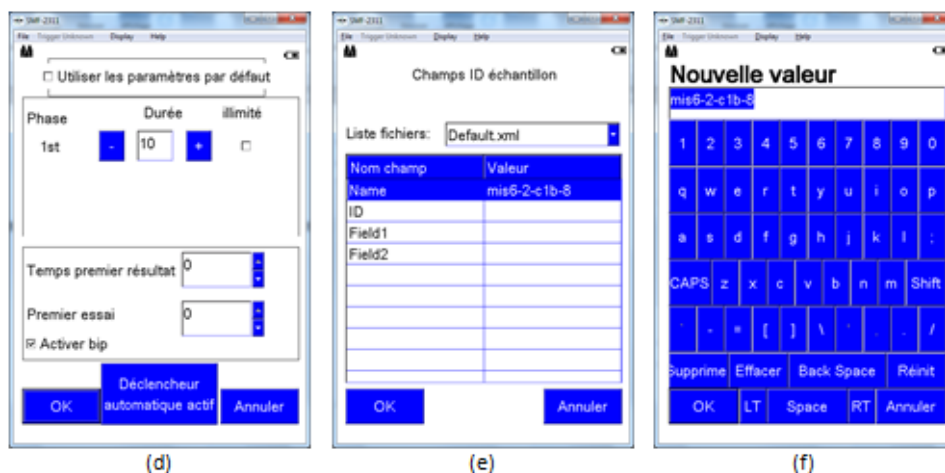 SMF-2311
File Trigger Unknown Display Help
Utiliser les paramètres par défaut
Phase Durée illimité
1st - 10 +
Temps premier résultat 0
Premier essai 0
Activer bip
OK Déclencheur automatique actif Annuler
(d)
SMF-2311
File Trigger Unknown Display Help
Champs ID échantillon
Liste fichiers: Default.xml
Nom champ Valeur
Name mis6-2-c1b-8
ID
Field1
Field2
OK Annuler
(e)
SMF-2311
File Trigger Unknown Display Help
Nouvelle valeur
mis6-2-c1b-8
1 2 3 4 5 6 7 8 9 0
q w e r t y u i o p
a s d f g h j k l ;
CAPS z x c v b n m Shift
- = [ ] \ ' . /
Supprime Effacer Back Space Réinit
OK LT Space RT Annuler
(f)